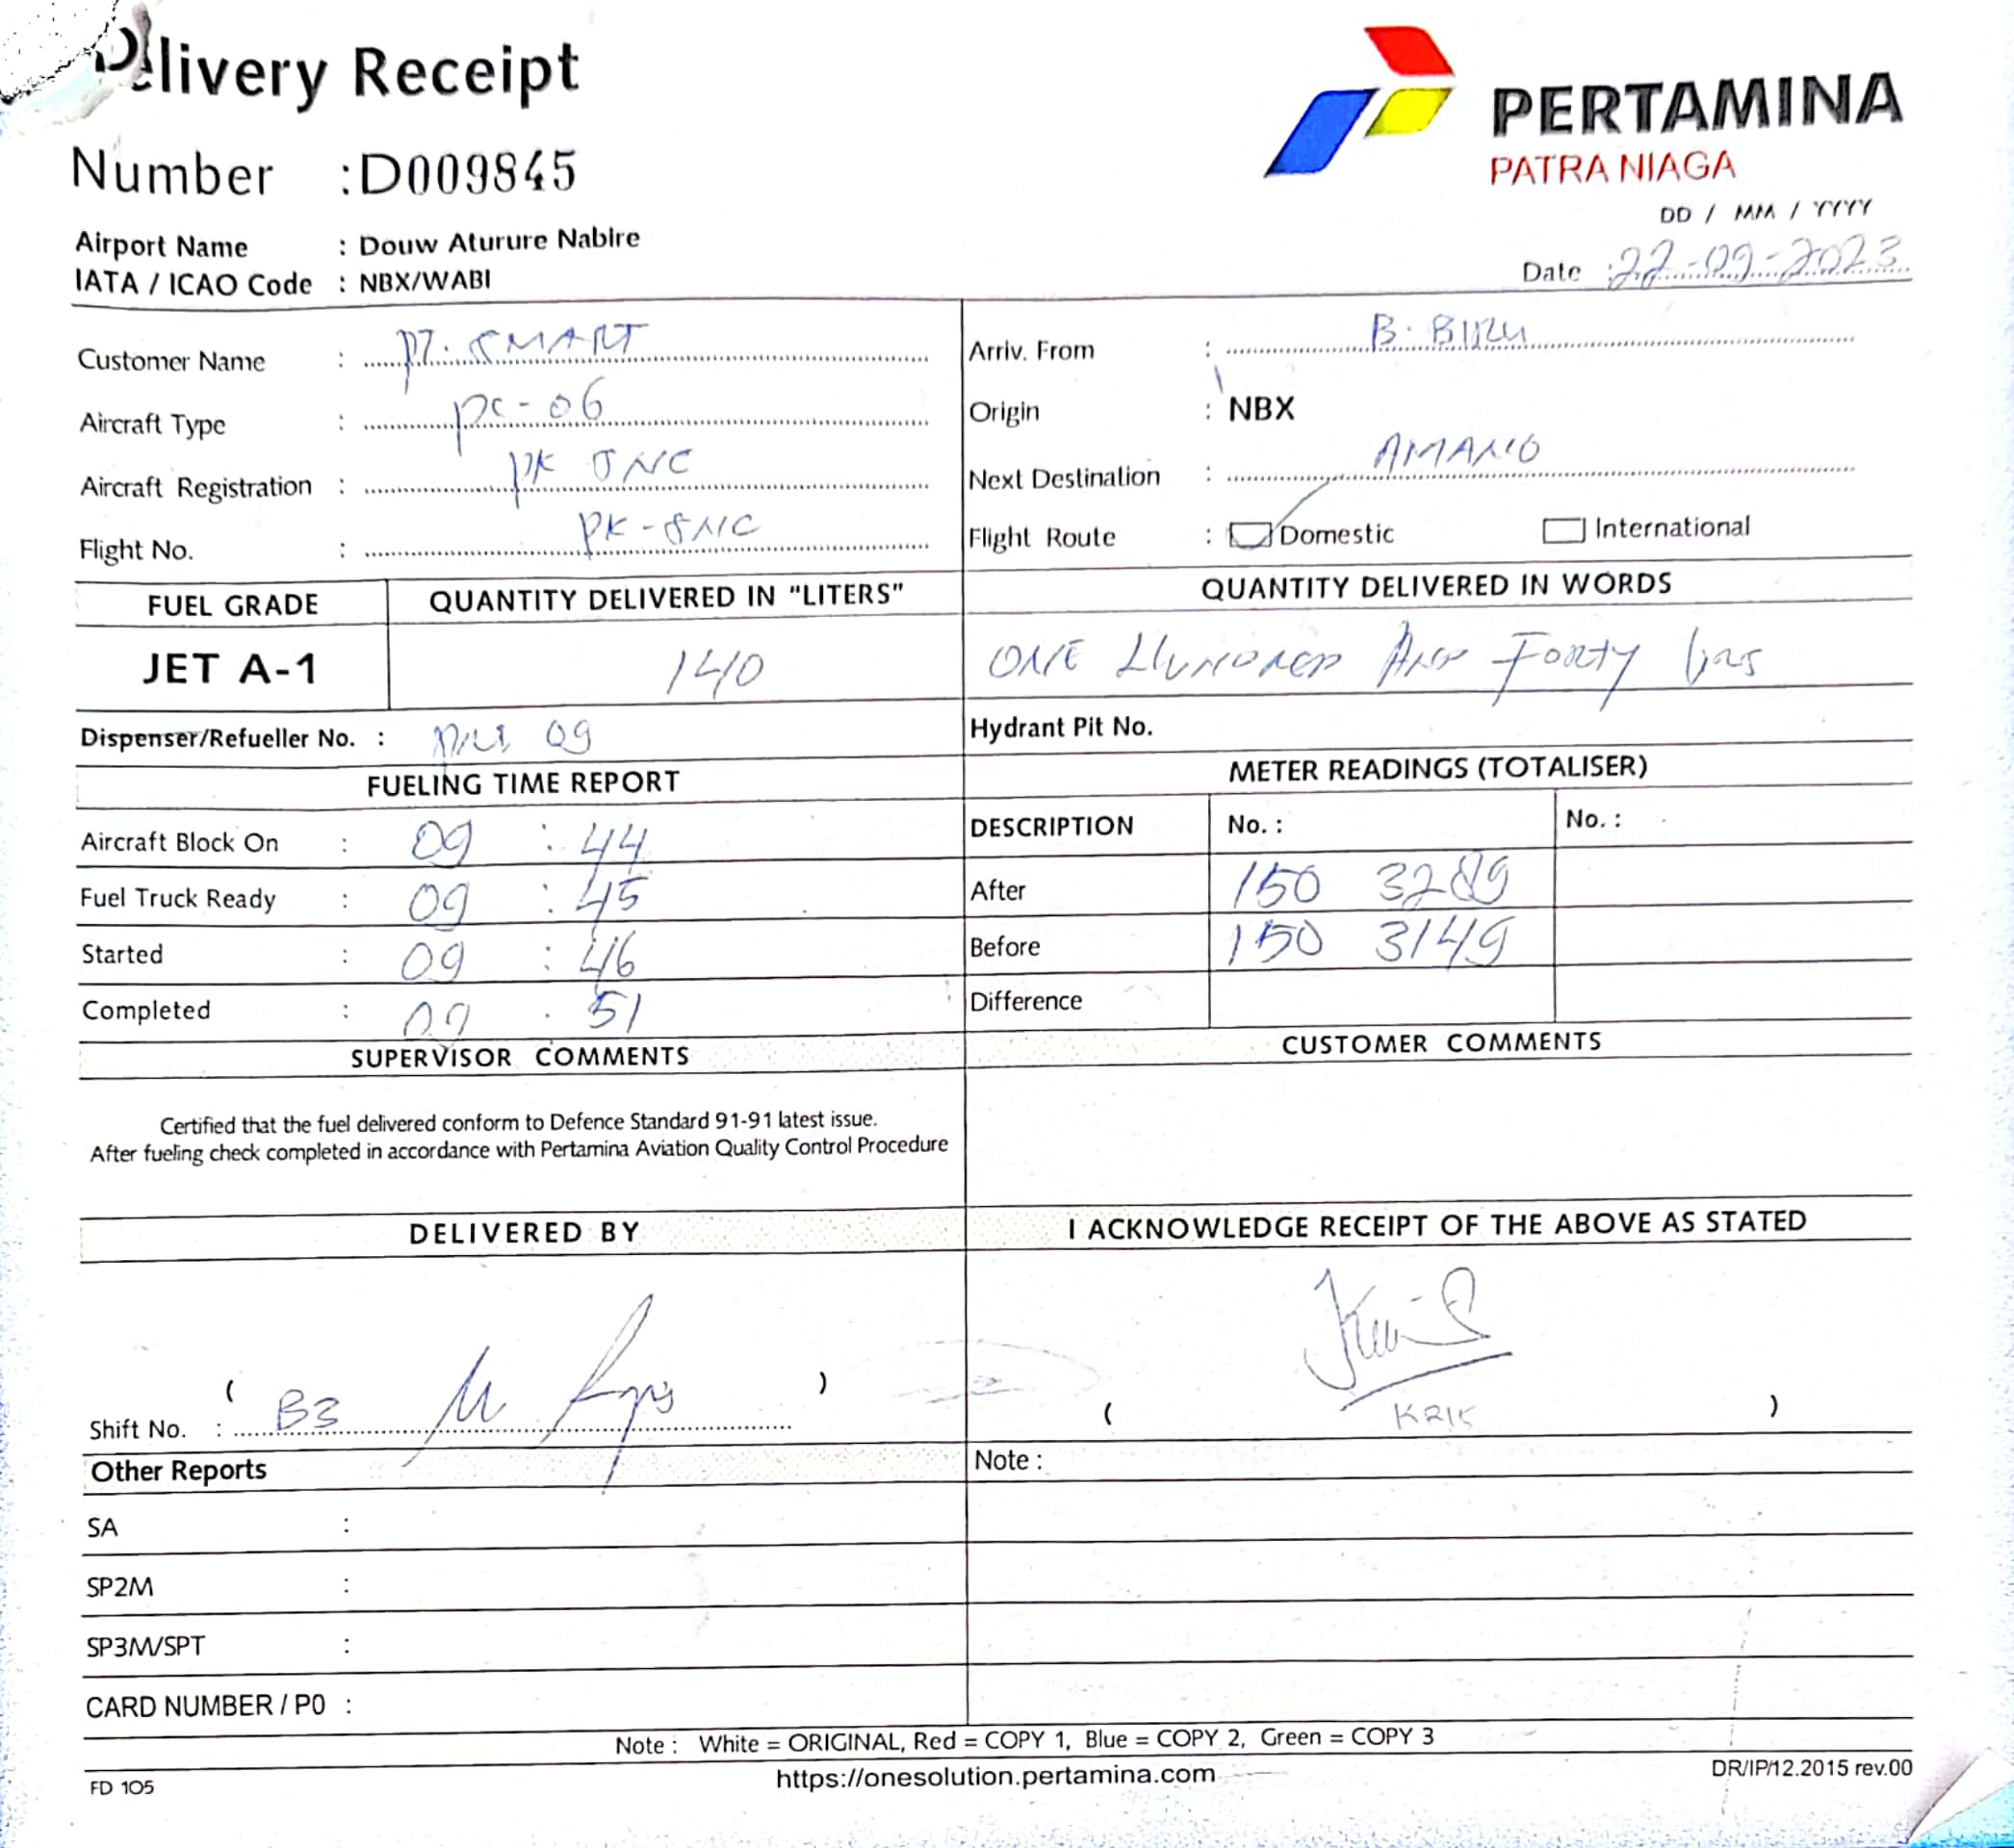 Delivery Receipt
PERTAMINA
PATRA NIAGA
Number : D009845
DD / MM / YYYY
Airport Name : Douw Aturure Nabire
Date : 22-09-2023
IATA / ICAO Code : NBX/WABI
Customer Name : PT. SMART
Arriv. From : B. BIRU
Aircraft Type : PC-06
Origin : NBX
Aircraft Registration : PK SNC
Next Destination :
Flight No. : PK-SNC
Flight Route : Domestic International
FUEL GRADE QUANTITY DELIVERED IN "LITERS" QUANTITY DELIVERED IN WORDS
JET A-1 140 ONE HUNDRED AND FORTY ltrs
Dispenser/Refueller No. : 09 Hydrant Pit No.
FUELING TIME REPORT METER READINGS (TOTALISER)
Aircraft Block On : 09 : 44 DESCRIPTION No. : No. :
Fuel Truck Ready : 09 : 45 After 150 3289
Started : 09 : 46 Before 150 3149
Completed : 09 : 51 Difference
SUPERVISOR COMMENTS CUSTOMER COMMENTS
Certified that the fuel delivered conform to Defence Standard 91-91 latest issue.
After fueling check completed in accordance with Pertamina Aviation Quality Control Procedure
DELIVERED BY I ACKNOWLEDGE RECEIPT OF THE ABOVE AS STATED
( ) ( )
Shift No. : B3
Other Reports Note :
SA :
SP2M :
SP3M/SPT :
CARD NUMBER / PO :
Note : White = ORIGINAL, Red = COPY 1, Blue = COPY 2, Green = COPY 3
FD 105 https://onesolution.pertamina.com DR/IP/12.2015 rev.00